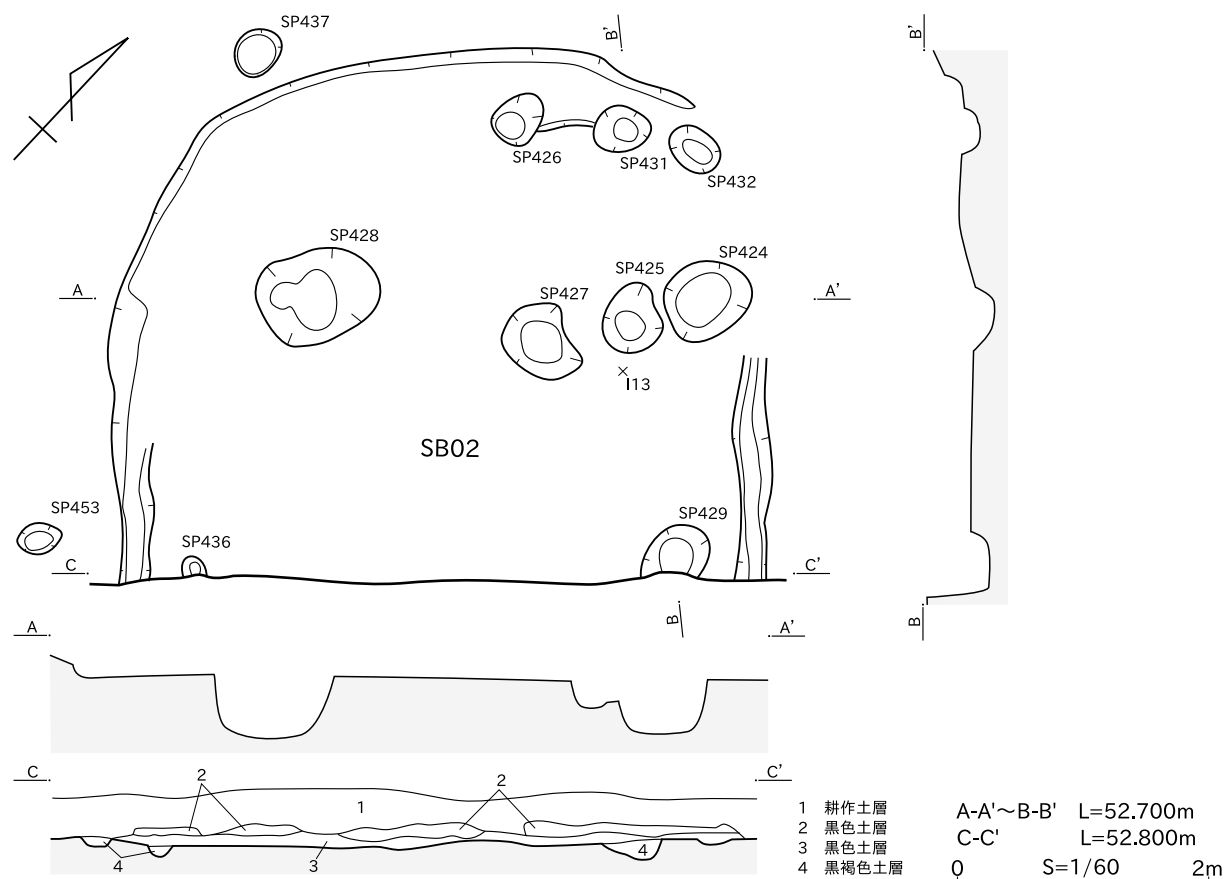 SP437
B'
B'
SP426
SP431
SP432
SP428
SP425
SP424
SP427
A
A'
I13
SB02
SP453
SP436
SP429
C
C'
B
B
A
A'
C
C'
2
2
1
4
3
4
1 耕作土層
2 黒色土層
3 黒色土層
4 黒褐色土層
A-A'～B-B' L=52.700m
C-C' L=52.800m
0 S=1/60 2m